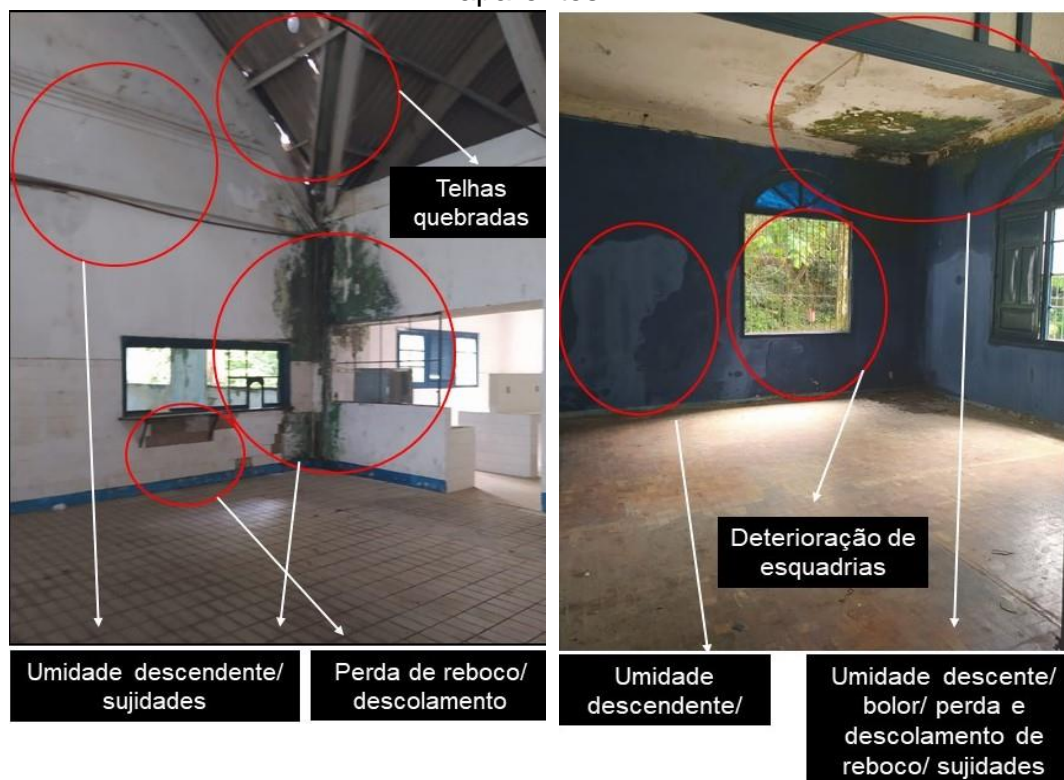 Telhas
quebradas
Deterioração de
esquadrias
Umidade descendente/
sujidades
Perda de reboco/
descolamento
Umidade
descendente/
Umidade descente/
bolor/ perda e
descolamento de
reboco/ sujidades